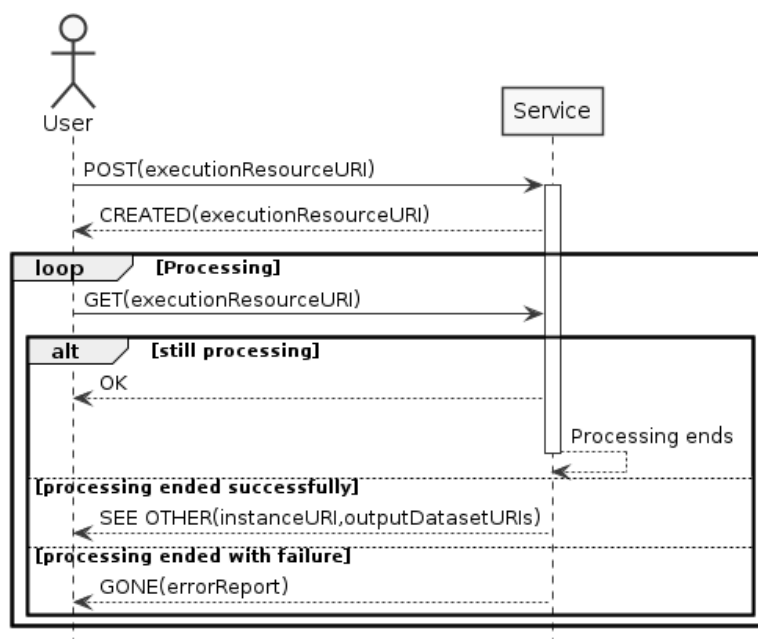 User
Service
POST(executionResourceURI)
CREATED(executionResourceURI)
loop [Processing]
GET(executionResourceURI)
alt [still processing]
OK
Processing ends
[processing ended successfully]
SEE OTHER(instanceURI,outputDatasetURIs)
[processing ended with failure]
GONE(errorReport)